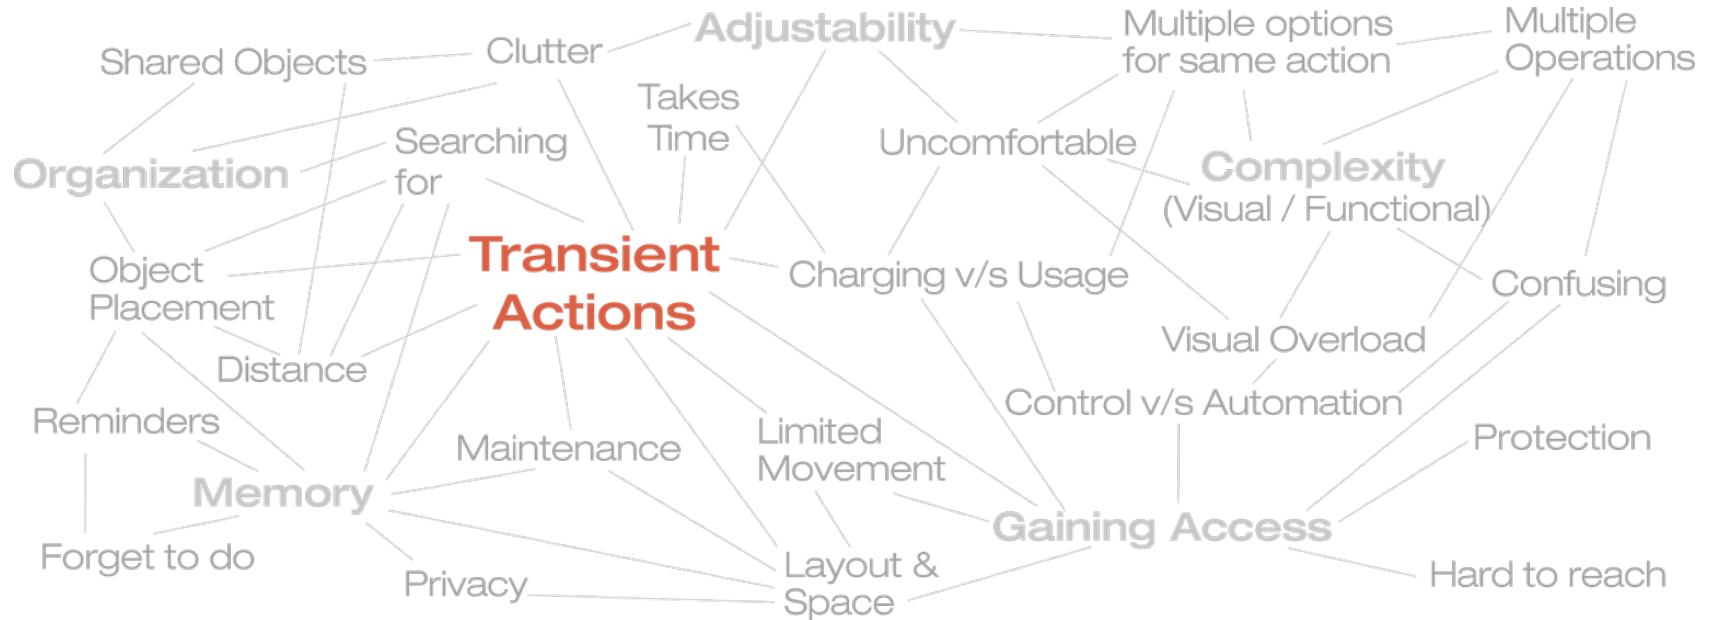 Adjustability
Multiple options
for same action
Multiple
Operations
Shared Objects
Clutter
Takes
Time
Searching
for
Uncomfortable
Organization
Complexity
(Visual / Functional)
Transient
Actions
Object
Placement
Charging v/s Usage
Confusing
Distance
Visual Overload
Reminders
Control v/s Automation
Maintenance
Limited
Movement
Protection
Memory
Gaining Access
Forget to do
Privacy
Layout &
Space
Hard to reach